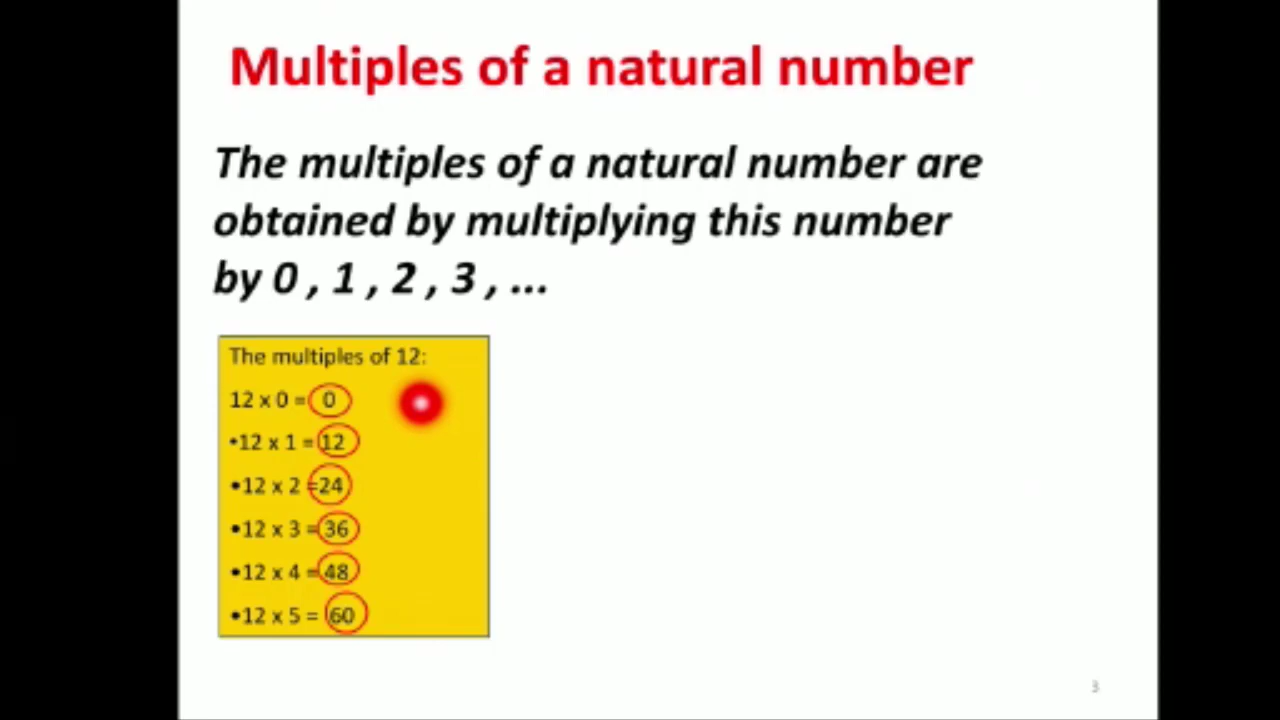 Multiples of a natural number
The multiples of a natural number are
obtained by multiplying this number
by 0 , 1 , 2 , 3 , ...
The multiples of 12:
12 x 0 = 0
•12 x 1 = 12
•12 x 2 =24
•12 x 3 = 36
•12 x 4 = 48
•12 x 5 = 60
3